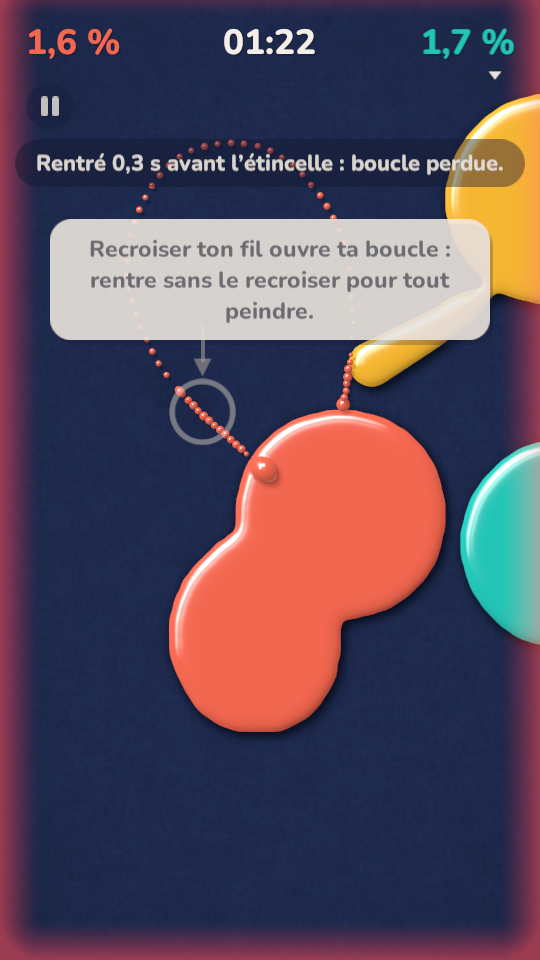 1,6 % 01:22 1,7 %
Rentré 0,3 s avant l’étincelle : boucle perdue.
Recroiser ton fil ouvre ta boucle :
rentre sans le recroiser pour tout
peindre.